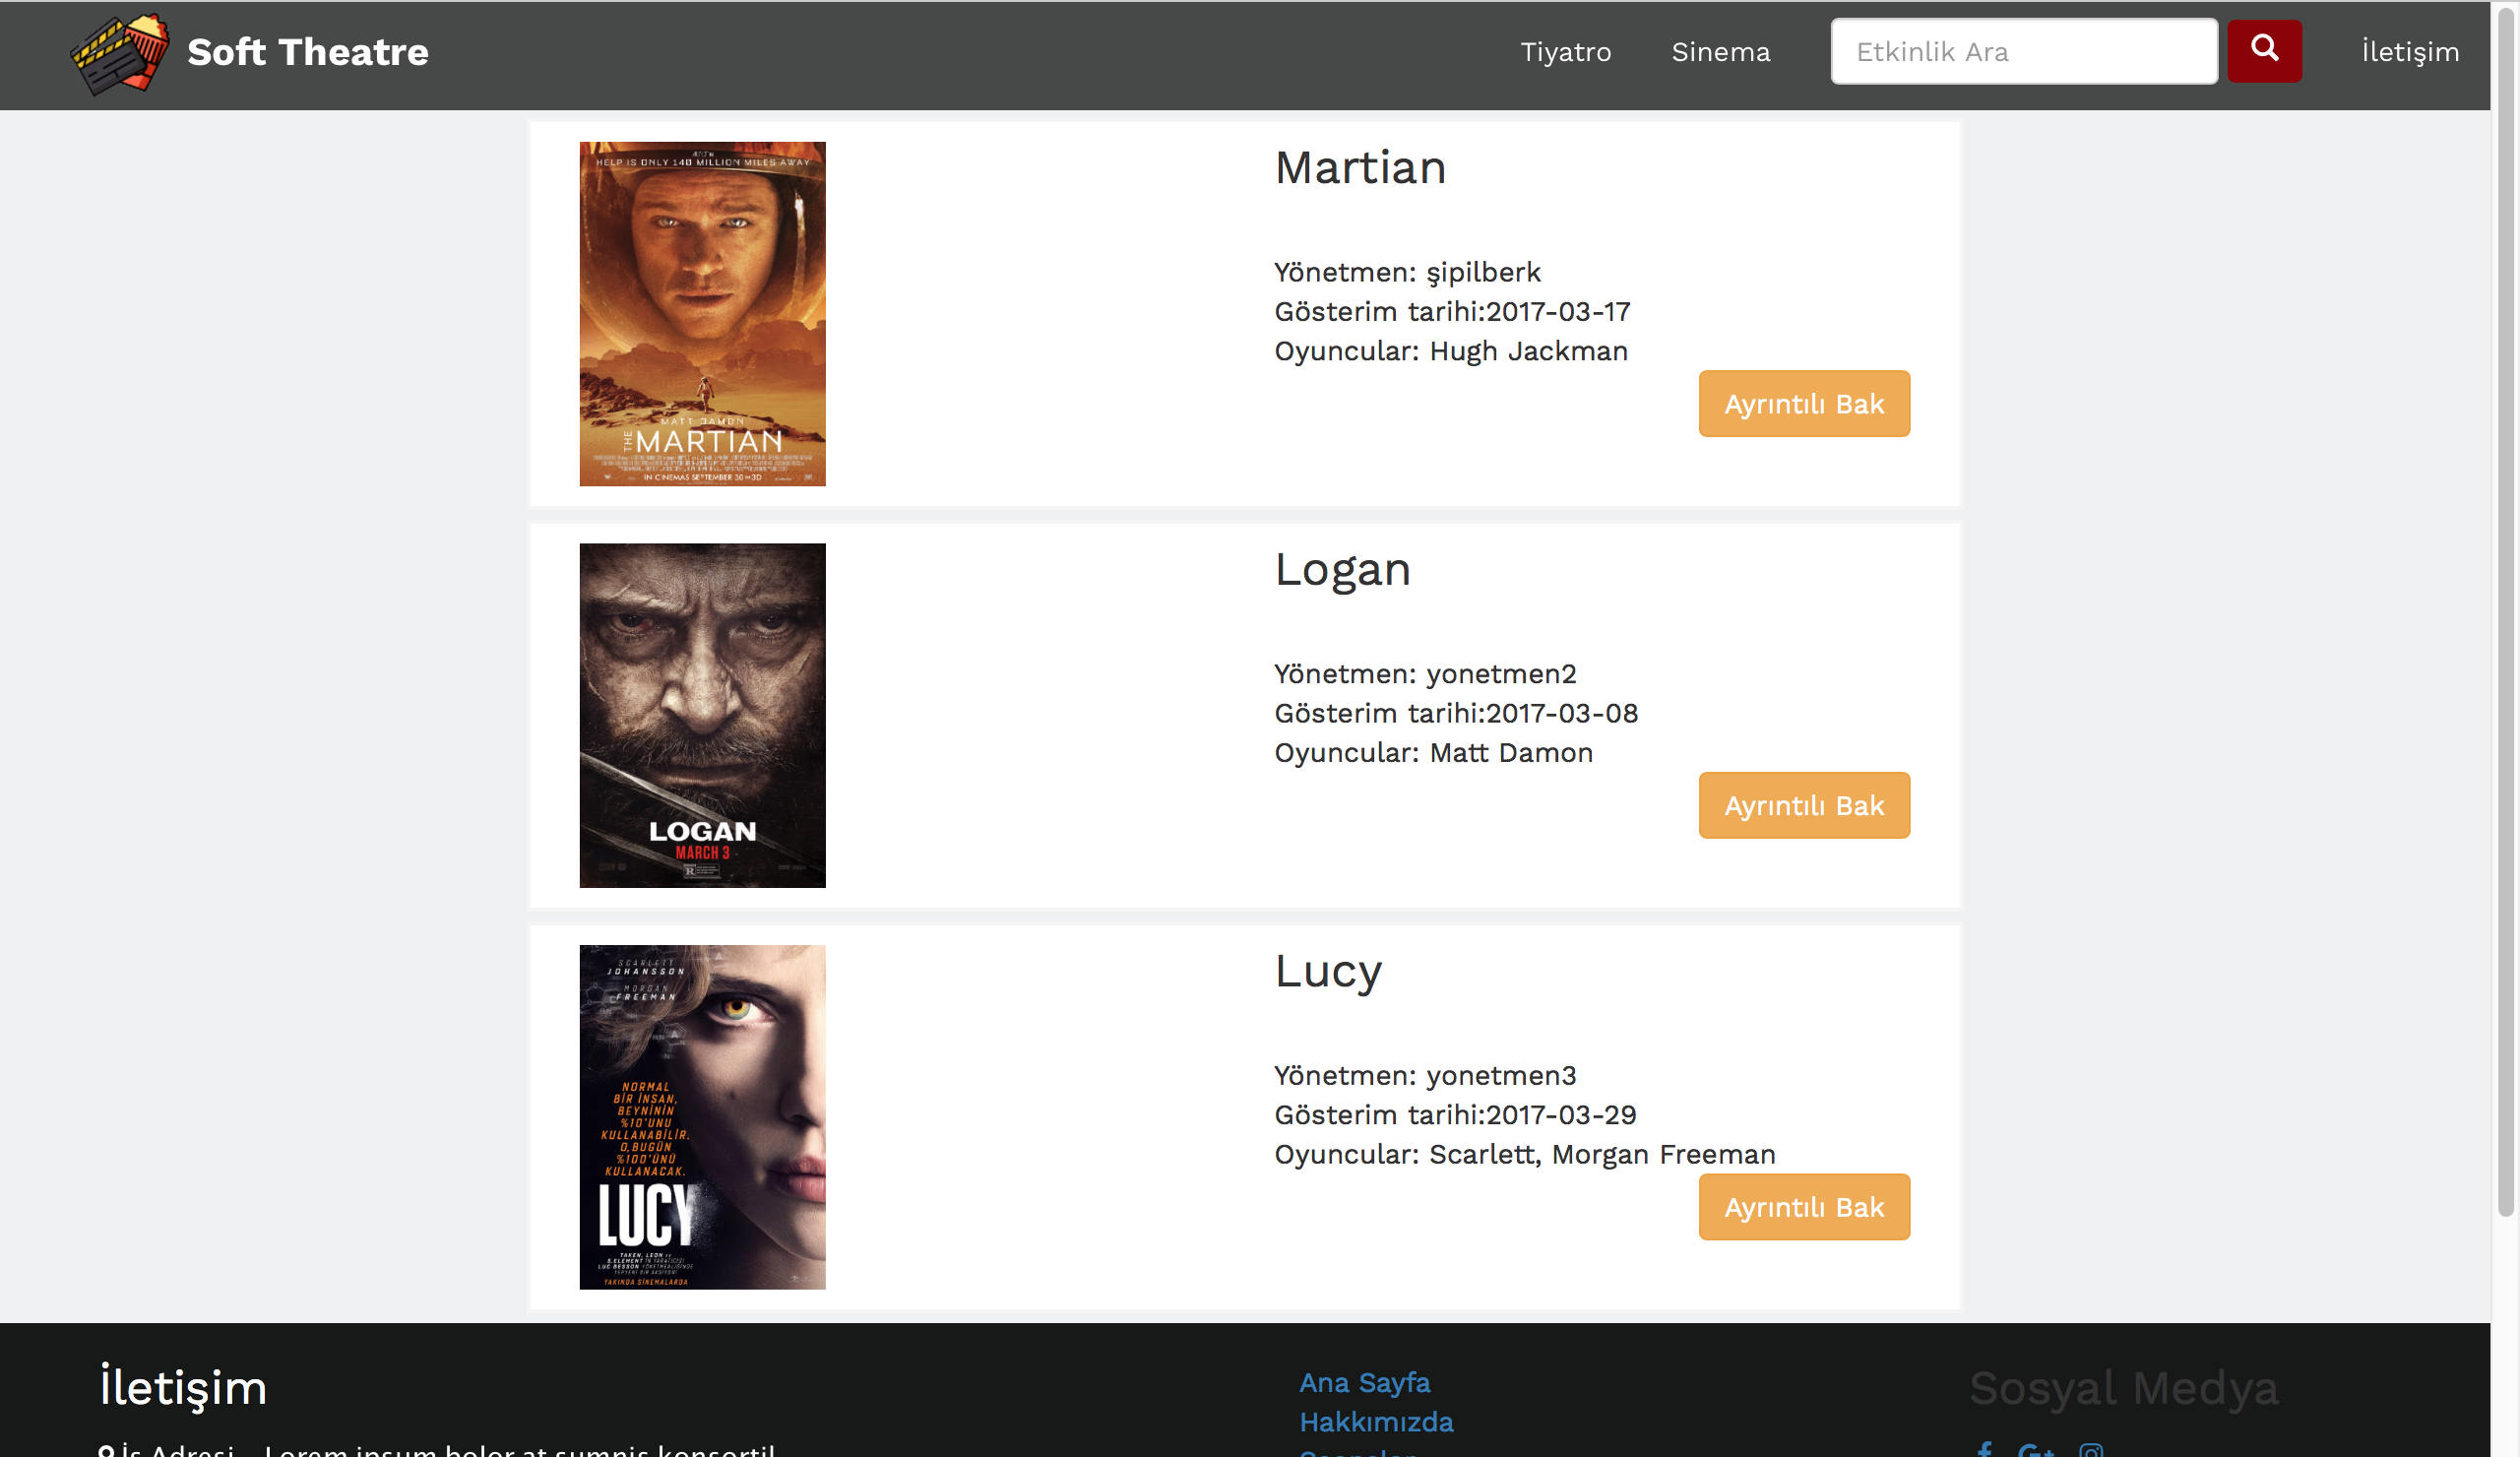 Soft Theatre
Tiyatro
Sinema
Etkinlik Ara
İletişim
HELP IS ONLY 140 MILLION MILES AWAY
MATT DAMON
THE MARTIAN
IN CINEMAS SEPTEMBER 30 IN 3D
Martian
Yönetmen: şipilberk
Gösterim tarihi:2017-03-17
Oyuncular: Hugh Jackman
Ayrıntılı Bak
LOGAN
MARCH 3
R
Logan
Yönetmen: yonetmen2
Gösterim tarihi:2017-03-08
Oyuncular: Matt Damon
Ayrıntılı Bak
SCARLETT
JOHANSSON
MORGAN
FREEMAN
NORMAL
BİR İNSAN,
BEYNİNİN
%10'UNU
KULLANABİLİR.
O,BUGÜN
%100'ÜNÜ
KULLANACAK.
LUCY
YAKINDA SİNEMALARDA
Lucy
Yönetmen: yonetmen3
Gösterim tarihi:2017-03-29
Oyuncular: Scarlett, Morgan Freeman
Ayrıntılı Bak
İletişim
İş Adresi - Lorem ipsum bolor at sumnis konsortil
Ana Sayfa
Hakkımızda
Sosyal Medya
G+